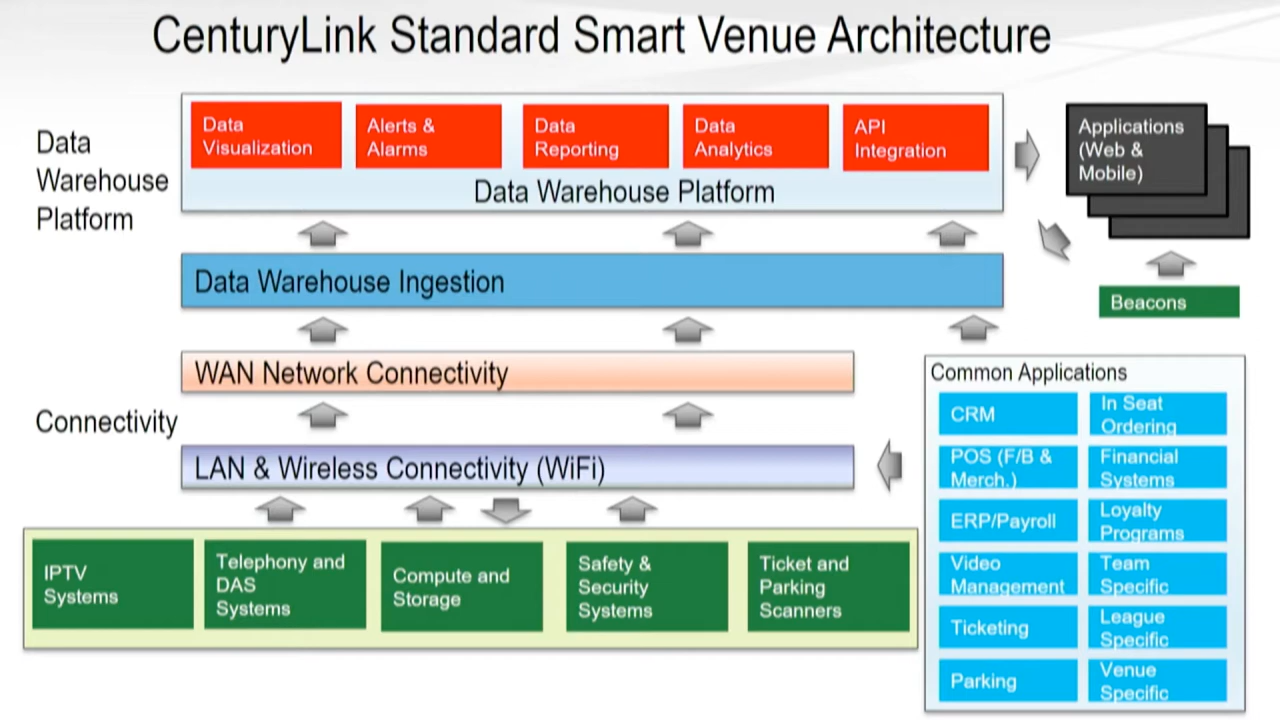 CenturyLink Standard Smart Venue Architecture
Data
Warehouse
Platform
Data
Visualization
Alerts &
Alarms
Data
Reporting
Data
Analytics
API
Integration
Data Warehouse Platform
Applications
(Web &
Mobile)
Data Warehouse Ingestion
Beacons
WAN Network Connectivity
Connectivity
LAN & Wireless Connectivity (WiFi)
IPTV
Systems
Telephony and
DAS
Systems
Compute and
Storage
Safety &
Security
Systems
Ticket and
Parking
Scanners
Common Applications
CRM
In Seat
Ordering
POS (F/B &
Merch.)
Financial
Systems
ERP/Payroll
Loyalty
Programs
Video
Management
Team
Specific
Ticketing
League
Specific
Parking
Venue
Specific